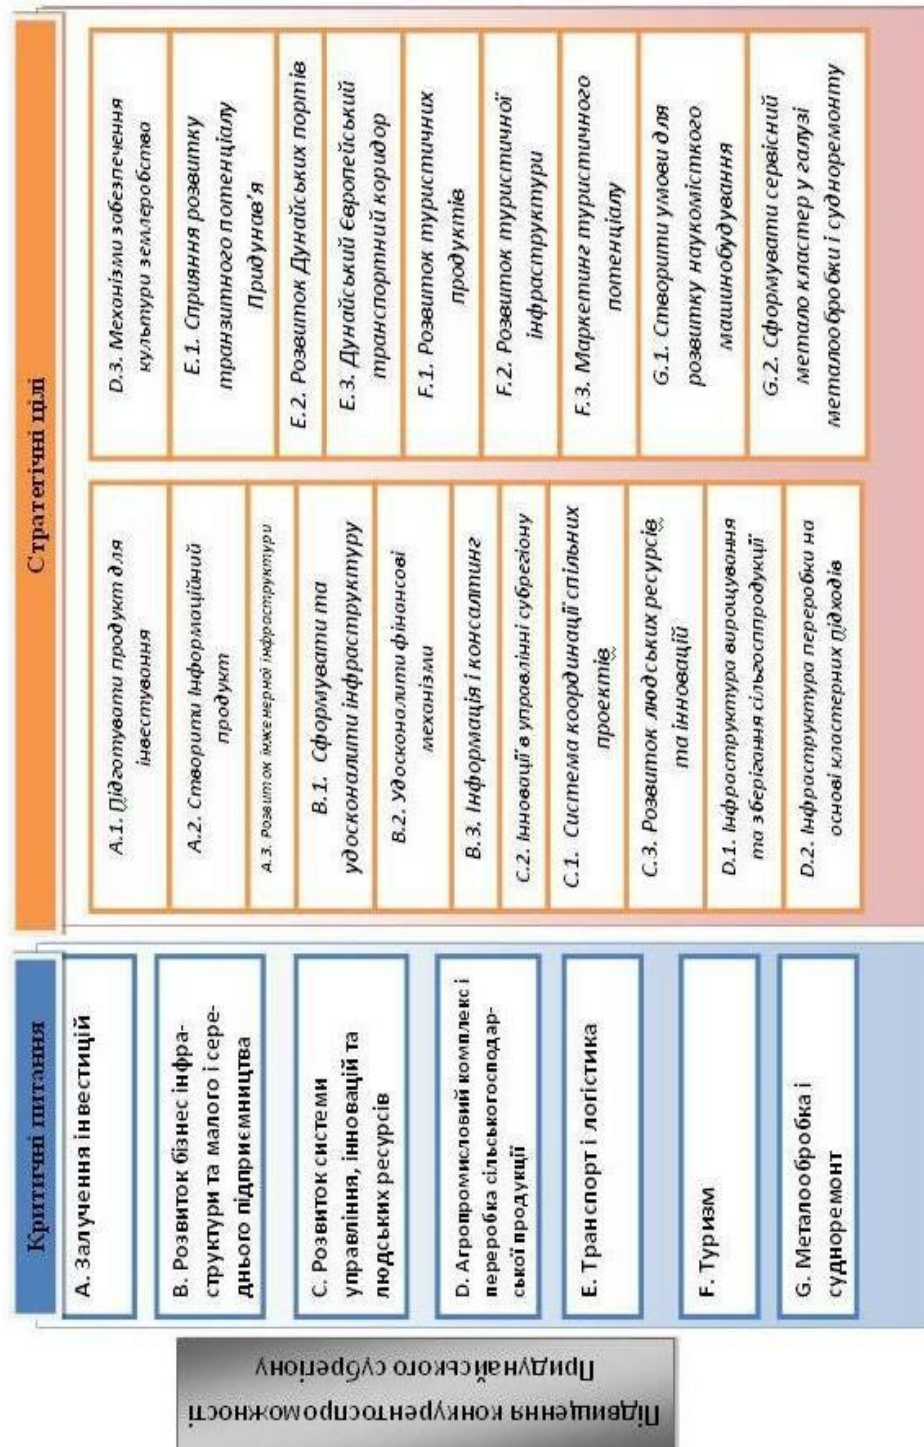 Підвищення конкурентоспроможності
Придунайського субрегіону
Критичні питання
А. Залучення інвестицій
В. Розвиток бізнес інфра-
структури та малого і сере-
днього підприємництва
С. Розвиток системи
управління, інновацій та
людських ресурсів
D. Агропромисловий комплекс і
переробка сільськогосподар-
ської продукції
Е. Транспорт і логістика
F. Туризм
G. Металообробка і
судноремонт
Стратегічні цілі
А.1. Підготувати продукт для
інвестування
А.2. Створити Інформаційний
продукт
А.3. Розвиток інженерної інфраструктури
В.1. Сформувати та
удосконалити інфраструктуру
В.2. Удосконалити фінансові
механізми
В.3. Інформація і консалтинг
С.2. Інновації в управлінні субрегіону
С.1. Система координації спільних
проектів
С.3. Розвиток людських ресурсів
та інновацій
D.1. Інфраструктура вирощування
та зберігання сільгосппродукції
D.2. Інфраструктура переробки на
основі кластерних підходів
D.3. Механізми забезпечення
культури землеробство
Е.1. Сприяння розвитку
транзитного потенціалу
Придунав’я
Е.2. Розвиток Дунайських портів
Е.3. Дунайський Європейський
транспортний коридор
F.1. Розвиток туристичних
продуктів
F.2. Розвиток туристичної
інфраструктури
F.3. Маркетинг туристичного
потенціалу
G.1. Створити умови для
розвитку наукомісткого
машинобудування
G.2. Сформувати сервісний
метало кластер у галузі
металообробки і судноремонту